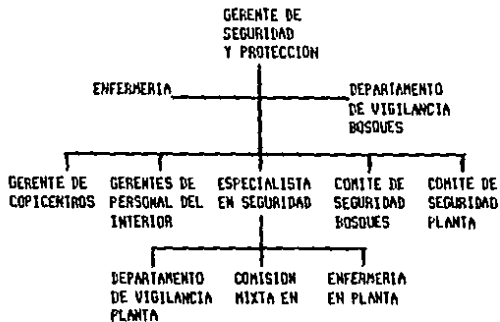 GERENTE DE
SEGURIDAD
Y PROTECCION
ENFERMERIA
DEPARTAMENTO
DE VIGILANCIA
BOSQUES
GERENTE DE
COPICENTROS
GERENTES DE
PERSONAL DEL
INTERIOR
ESPECIALISTA
EN SEGURIDAD
COMITE DE
SEGURIDAD
BOSQUES
COMITE DE
SEGURIDAD
PLANTA
DEPARTAMENTO
DE VIGILANCIA
PLANTA
COMISION
MIXTA EN
ENFERMERIA
EN PLANTA